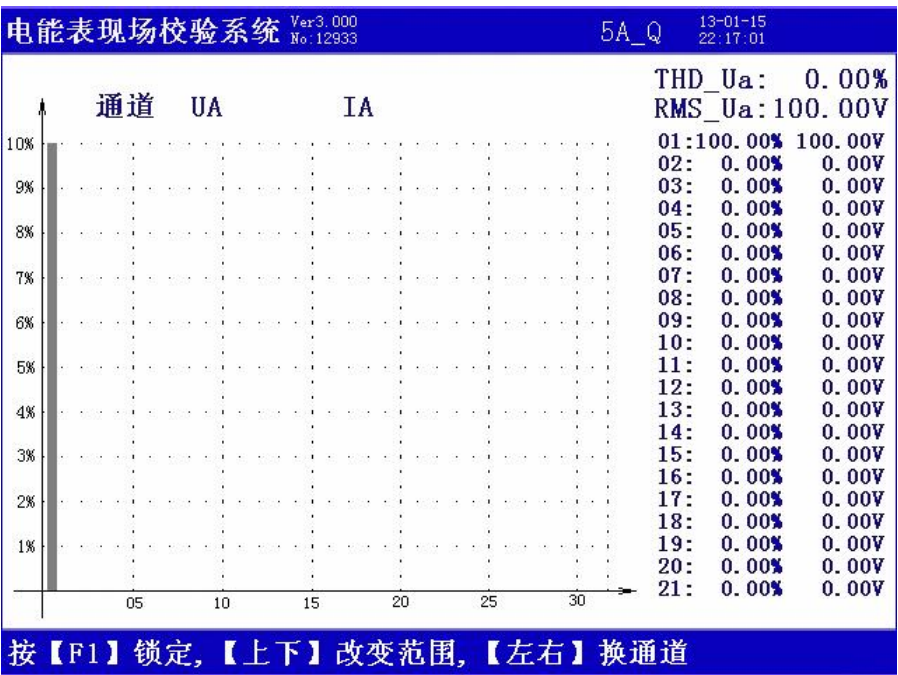 电能表现场校验系统 Ver3.000 No:12933 5A_Q 13-01-15 22:17:01
通道 UA IA
THD_Ua: 0.00%
RMS_Ua:100.00V
01:100.00% 100.00V
02: 0.00% 0.00V
03: 0.00% 0.00V
04: 0.00% 0.00V
05: 0.00% 0.00V
06: 0.00% 0.00V
07: 0.00% 0.00V
08: 0.00% 0.00V
09: 0.00% 0.00V
10: 0.00% 0.00V
11: 0.00% 0.00V
12: 0.00% 0.00V
13: 0.00% 0.00V
14: 0.00% 0.00V
15: 0.00% 0.00V
16: 0.00% 0.00V
17: 0.00% 0.00V
18: 0.00% 0.00V
19: 0.00% 0.00V
20: 0.00% 0.00V
21: 0.00% 0.00V
10%
9%
8%
7%
6%
5%
4%
3%
2%
1%
05 10 15 20 25 30
按【F1】锁定,【上下】改变范围,【左右】换通道